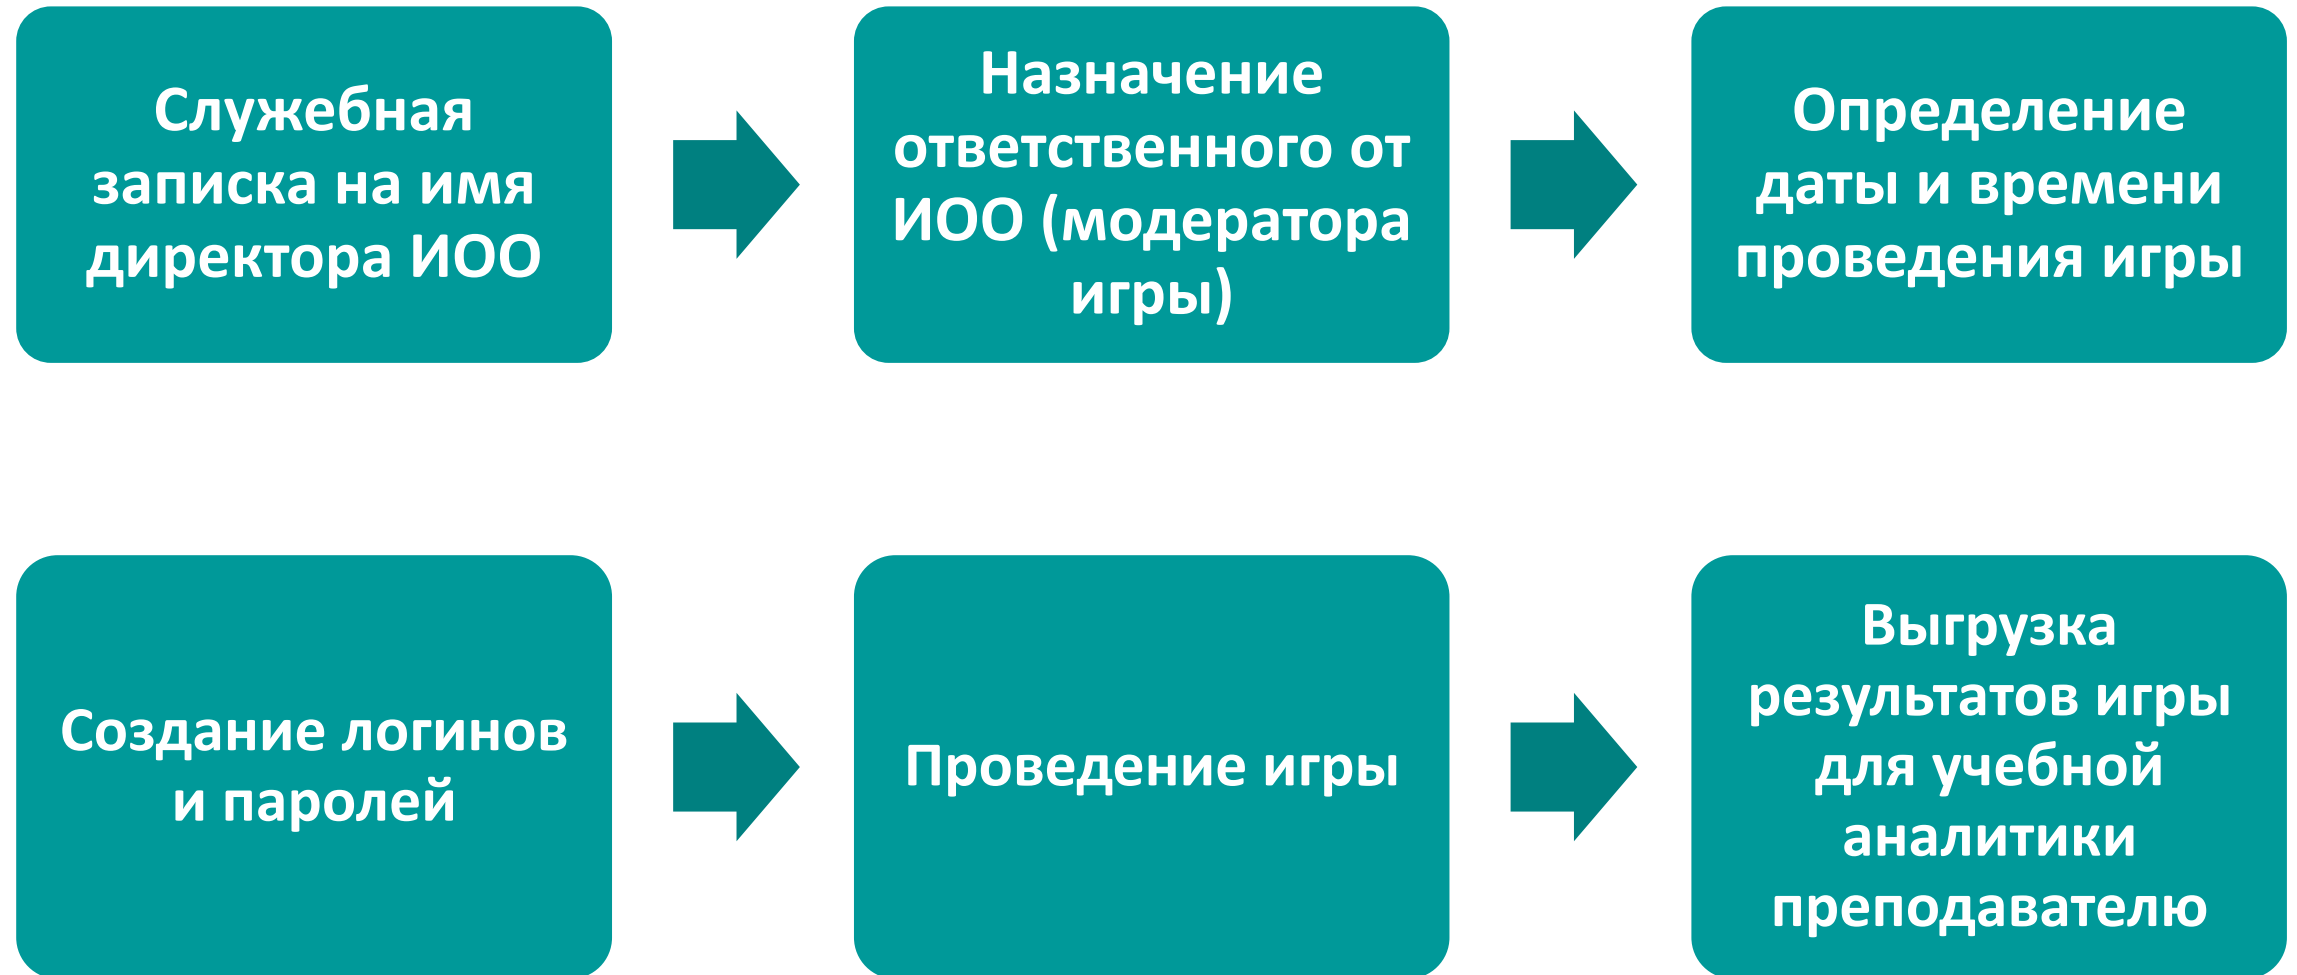 Служебная
записка на имя
директора ИОО
Назначение
ответственного от
ИОО (модератора
игры)
Определение
даты и времени
проведения игры
Создание логинов
и паролей
Проведение игры
Выгрузка
результатов игры
для учебной
аналитики
преподавателю